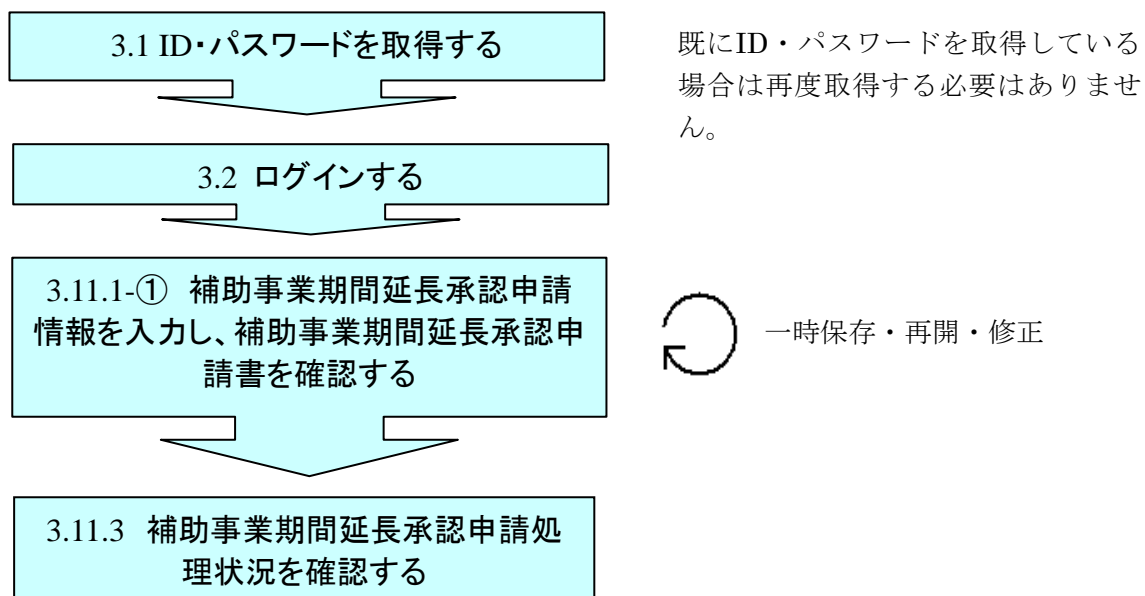 3.1 ID・パスワードを取得する
既にID・パスワードを取得している
場合は再度取得する必要はありませ
ん。
3.2 ログインする
3.11.1-① 補助事業期間延長承認申請
情報を入力し、補助事業期間延長承認申
請書を確認する
一時保存・再開・修正
3.11.3 補助事業期間延長承認申請処
理状況を確認する